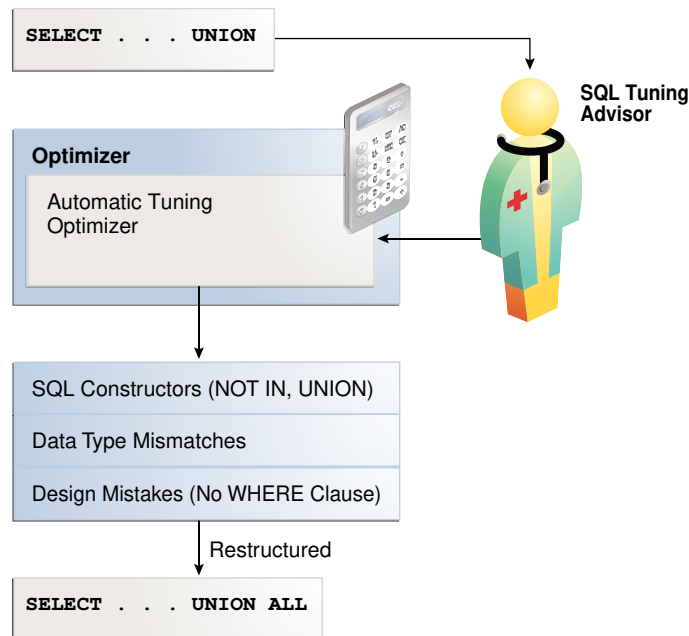 SELECT . . . UNION
SQL Tuning
Advisor
Optimizer
Automatic Tuning
Optimizer
SQL Constructors (NOT IN, UNION)
Data Type Mismatches
Design Mistakes (No WHERE Clause)
Restructured
SELECT . . . UNION ALL